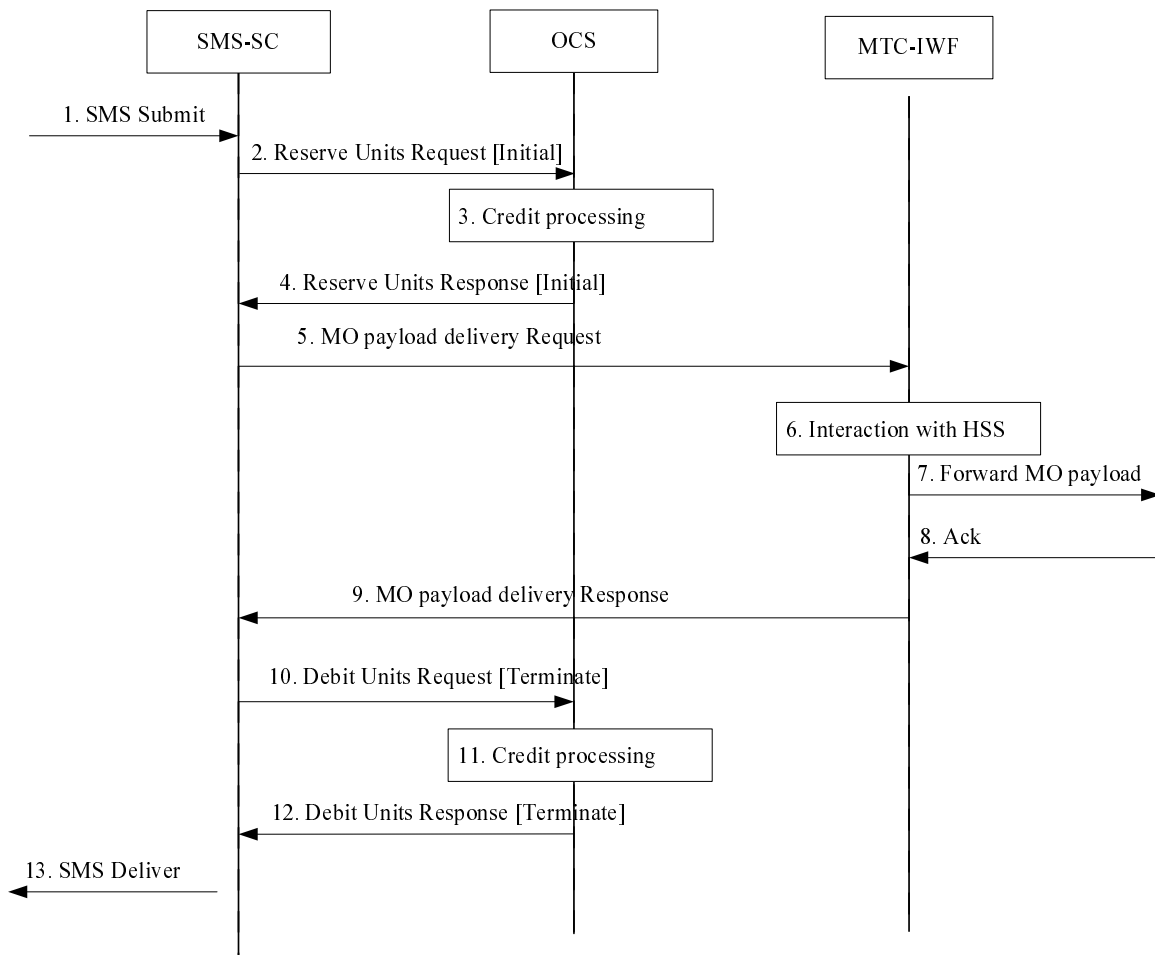 SMS-SC
OCS
MTC-IWF
1. SMS Submit
2. Reserve Units Request [Initial]
3. Credit processing
4. Reserve Units Response [Initial]
5. MO payload delivery Request
6. Interaction with HSS
7. Forward MO payload
8. Ack
9. MO payload delivery Response
10. Debit Units Request [Terminate]
11. Credit processing
12. Debit Units Response [Terminate]
13. SMS Deliver